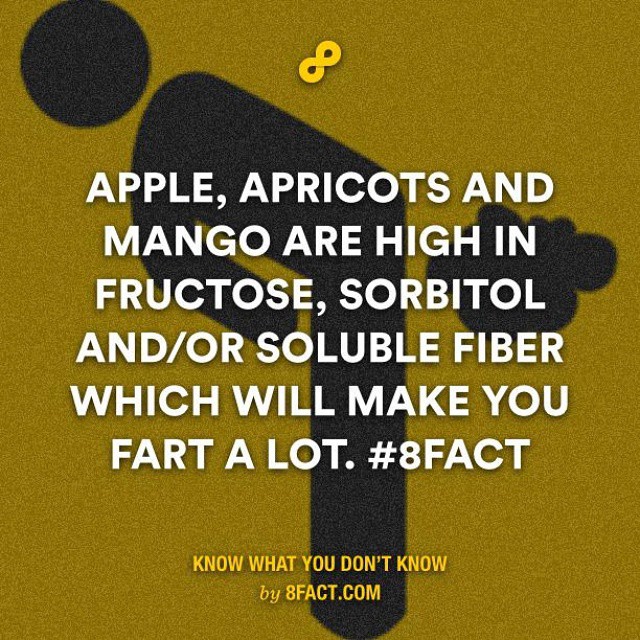 APPLE, APRICOTS AND
MANGO ARE HIGH IN
FRUCTOSE, SORBITOL
AND/OR SOLUBLE FIBER
WHICH WILL MAKE YOU
FART A LOT. #8FACT
KNOW WHAT YOU DON'T KNOW
by 8FACT.COM